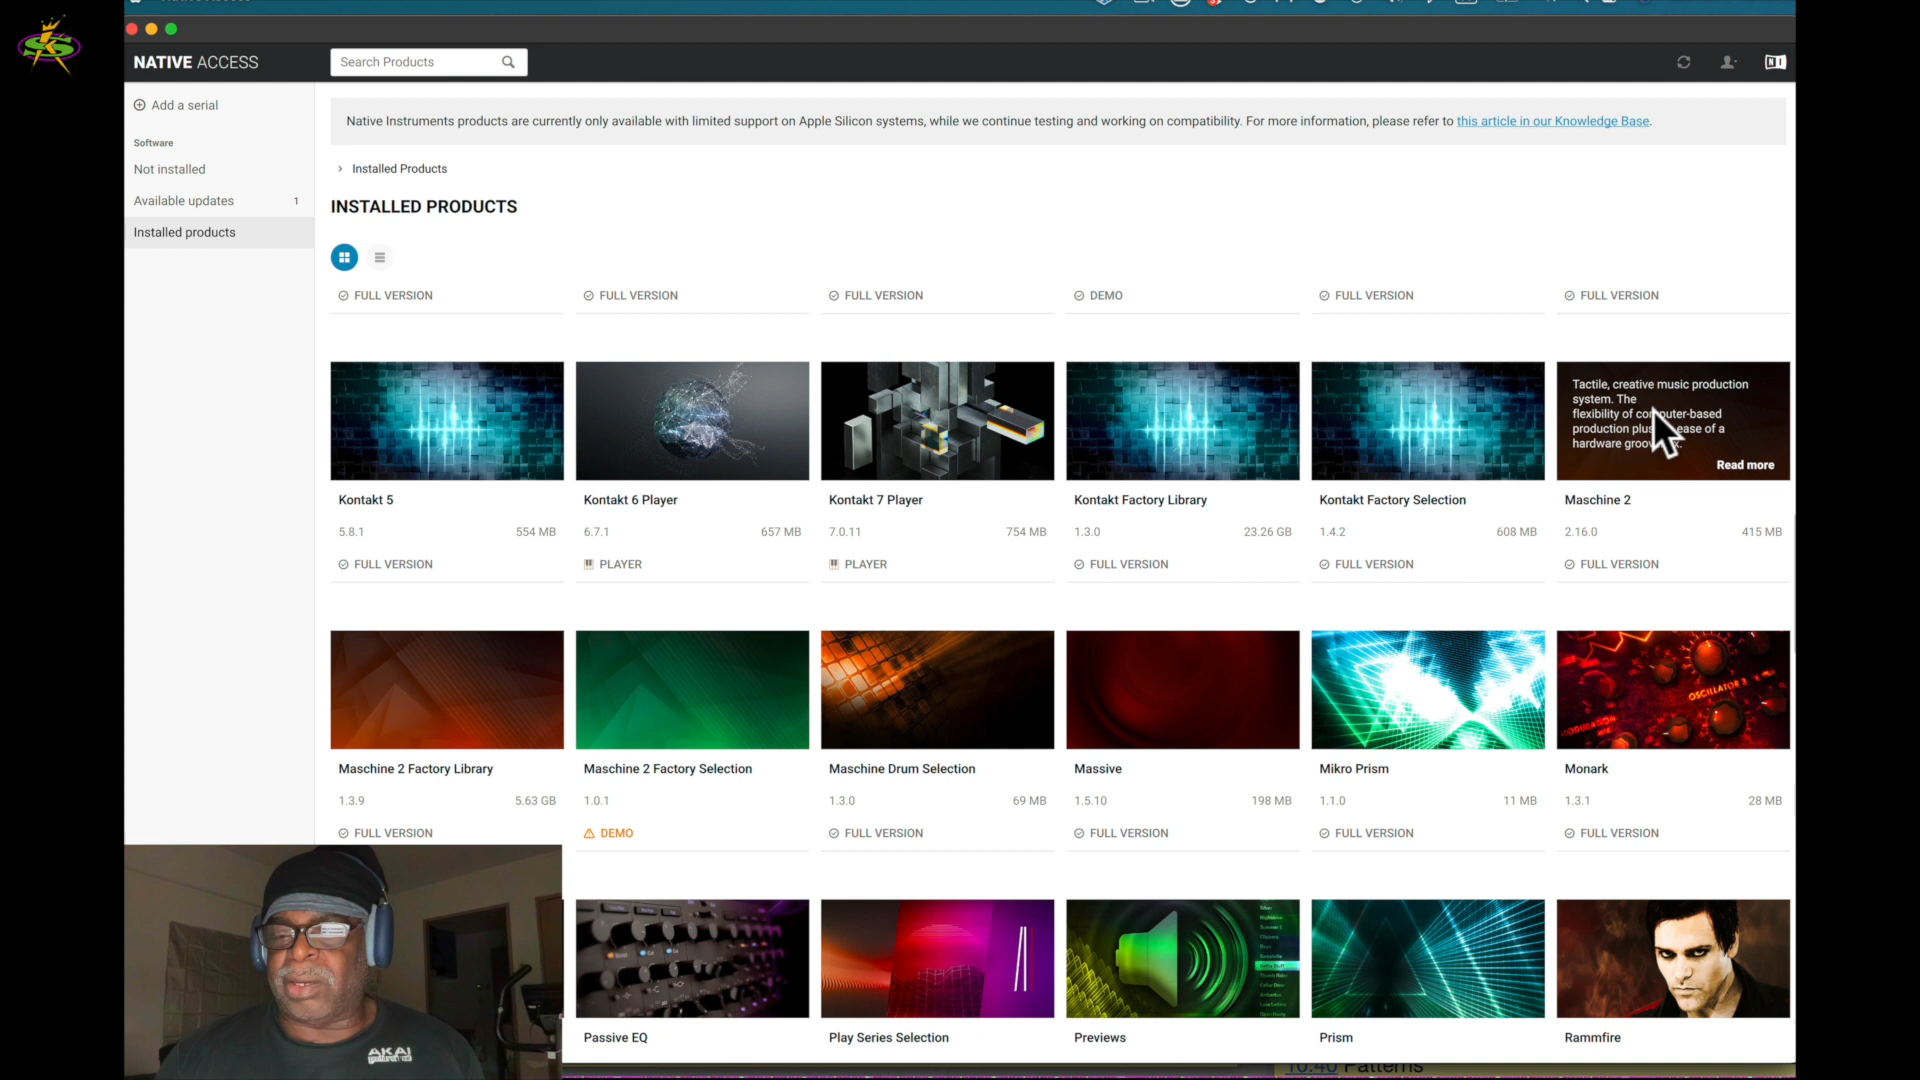 NATIVE ACCESS
Search Products
NI
Add a serial
Software
Not installed
Available updates 1
Installed products
Native Instruments products are currently only available with limited support on Apple Silicon systems, while we continue testing and working on compatibility. For more information, please refer to this article in our Knowledge Base.
Installed Products
INSTALLED PRODUCTS
FULL VERSION FULL VERSION FULL VERSION DEMO FULL VERSION FULL VERSION
Tactile, creative music production
system. The
flexibility of
production plus ease of a
hardware
Read more
Kontakt 5 Kontakt 6 Player Kontakt 7 Player Kontakt Factory Library Kontakt Factory Selection Maschine 2
5.8.1 554 MB 6.7.1 657 MB 7.0.11 754 MB 1.3.0 23.26 GB 1.4.2 608 MB 2.16.0 415 MB
FULL VERSION PLAYER PLAYER FULL VERSION FULL VERSION FULL VERSION
OSCILLATOR 3
Maschine 2 Factory Library Maschine 2 Factory Selection Maschine Drum Selection Massive Mikro Prism Monark
1.3.9 5.63 GB 1.0.1 1.3.0 69 MB 1.5.10 198 MB 1.1.0 11 MB 1.3.1 28 MB
FULL VERSION DEMO FULL VERSION FULL VERSION FULL VERSION FULL VERSION
Passive EQ Play Series Selection Previews Prism Rammfire
AKAI
10:40 Patterns